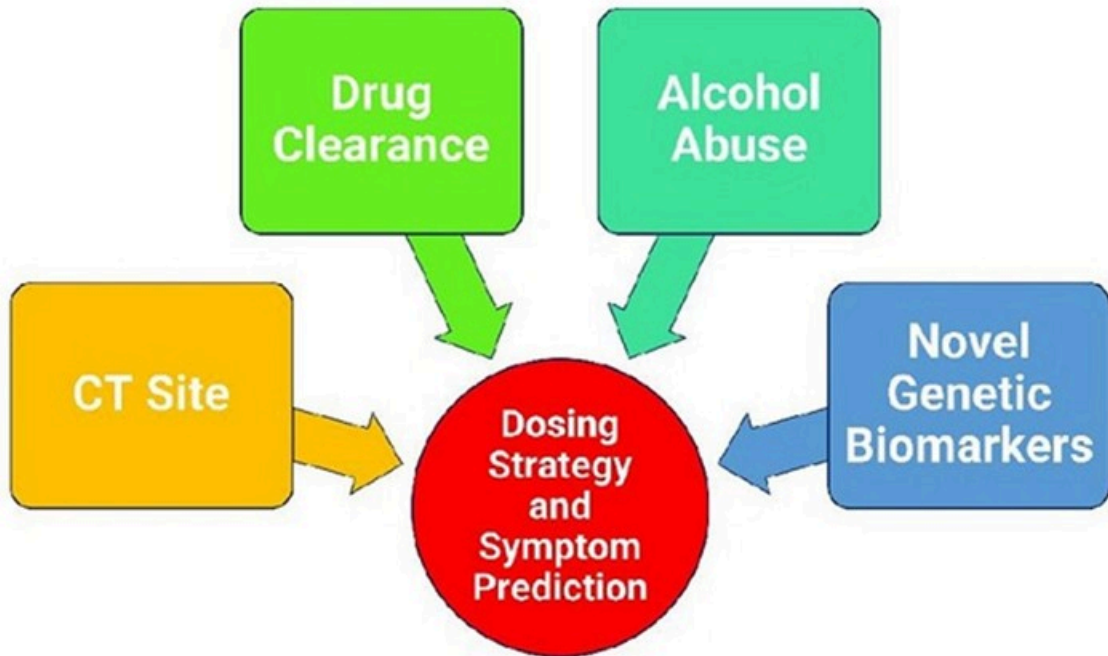 Drug
Clearance
Alcohol
Abuse
CT Site
Novel
Genetic
Biomarkers
Dosing
Strategy
and
Symptom
Prediction